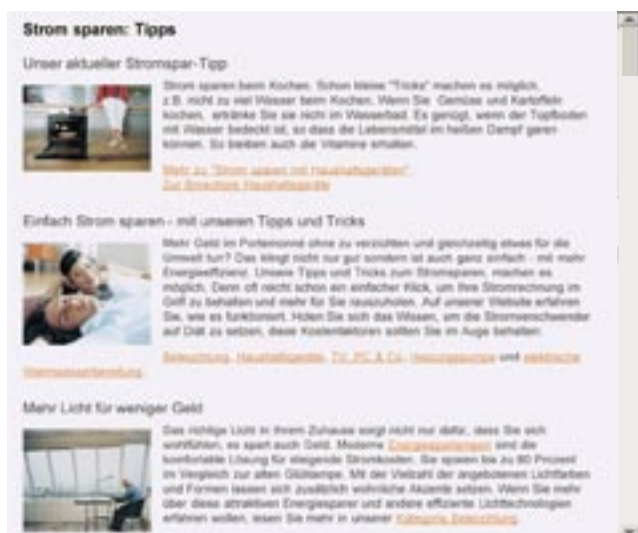 Strom sparen: Tipps
Unser aktueller Stromspar-Tipp
Strom sparen beim Kochen. Schon kleine "Tricks" machen es möglich,
z.B. nicht zu viel Wasser beim Kochen. Wenn Sie Gemüse und Kartoffeln
kochen, ertränke Sie sie nicht im Wasserbad. Es genügt, wenn der Topfboden
mit Wasser bedeckt ist, so dass die Lebensmittel im heißen Dampf garen
können. So bleiben auch die Vitamine erhalten.
Mehr zu "Strom sparen mit Haushaltsgeräten".
Zur Broschüre Haushaltsgeräte
Einfach Strom sparen - mit unseren Tipps und Tricks
Mehr Geld im Portemonné ohne zu verzichten und gleichzeitig etwas für die
Umwelt tun? Das klingt nicht nur gut sondern ist auch ganz einfach - mit mehr
Energieeffizienz. Unsere Tipps und Tricks zum Stromsparen, machen es
möglich. Denn oft reicht schon ein einfacher Klick, um Ihre Stromrechnung im
Griff zu behalten und mehr für Sie rauszuholen. Auf unserer Website erfahren
Sie, wie es funktioniert. Holen Sie sich das Wissen, um die Stromverschwender
auf Diät zu setzen, diese Kostenfaktoren sollten Sie im Auge behalten:
Beleuchtung, Haushaltsgeräte, TV, PC & Co., Heizungspumpe und elektrische
Warmwasserbereitung.
Mehr Licht für weniger Geld
Das richtige Licht in Ihrem Zuhause sorgt nicht nur dafür, dass Sie sich
wohlfühlen, es spart auch Geld. Moderne Energiesparlampen sind die
komfortable Lösung für steigende Stromkosten. Sie sparen bis zu 80 Prozent
im Vergleich zur alten Glühlampe. Mit der Vielzahl der angebotenen Lichtfarben
und Formen lassen sich zusätzlich wohnliche Akzente setzen. Wenn Sie mehr
über diese attraktiven Energiesparer und andere effiziente Lichttechnologien
erfahren wollen, lesen Sie mehr in unserer Kategorie Beleuchtung.